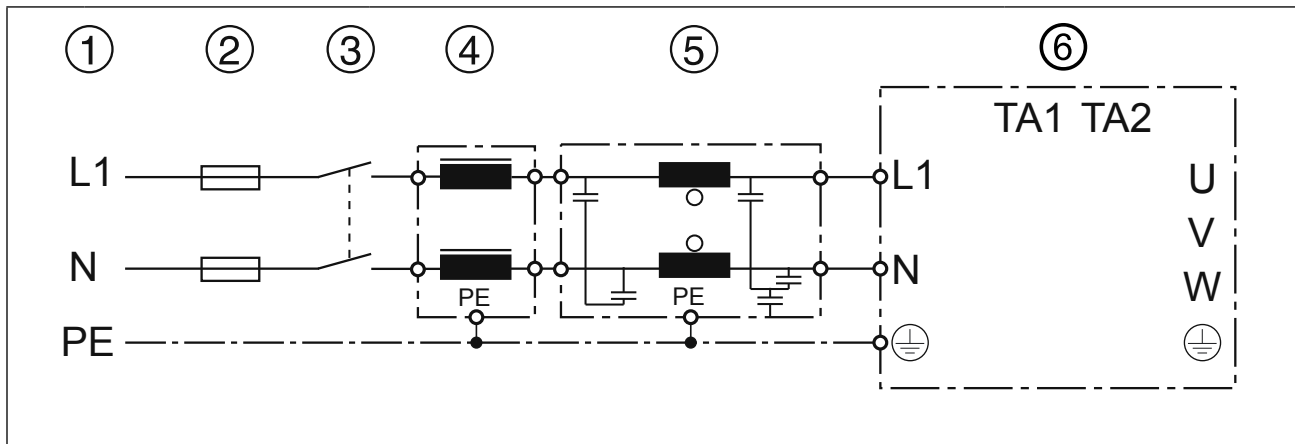 ① ② ③ ④ ⑤ ⑥
TA1 TA2
L1 L1 U
V
N N W
PE PE
PE